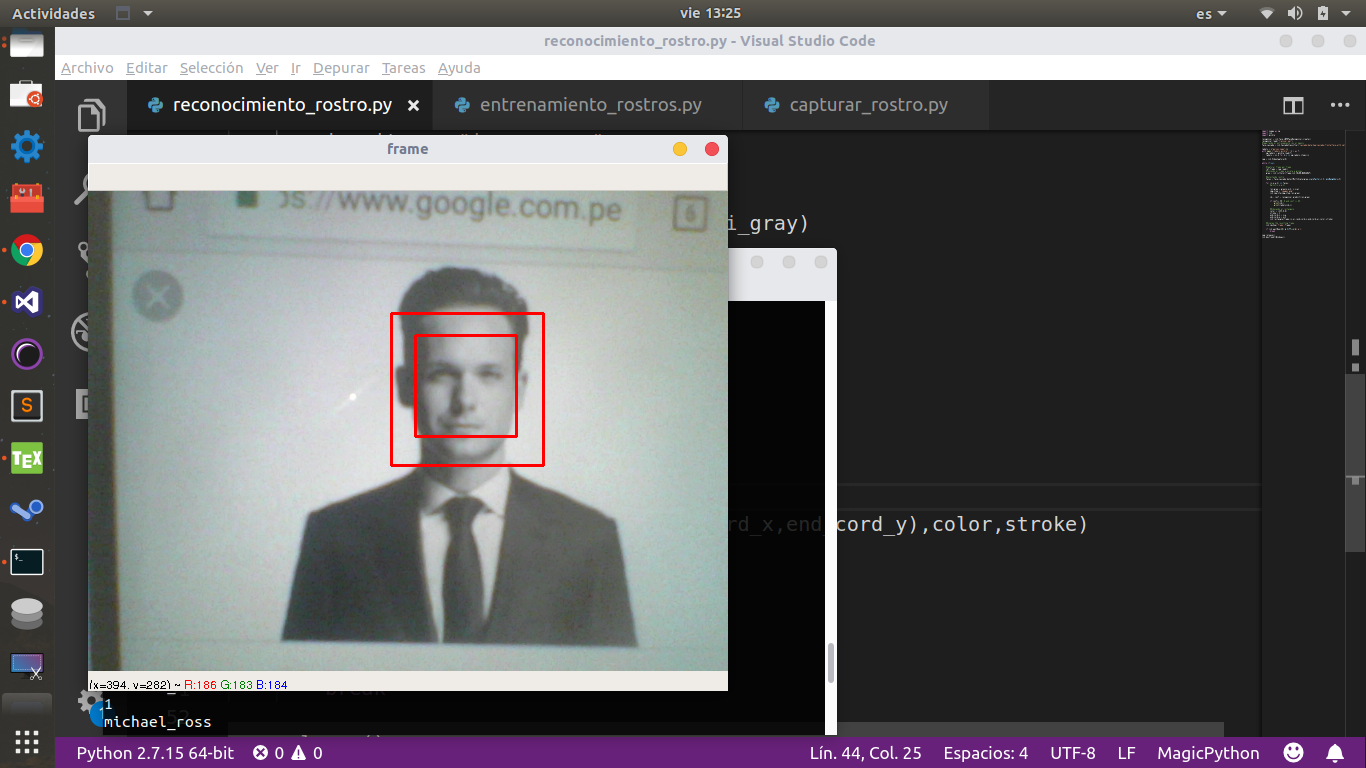 Actividades
vie 13:25
es
reconocimiento_rostro.py - Visual Studio Code
Archivo Editar Selección Ver Ir Depurar Tareas Ayuda
reconocimiento_rostro.py
entrenamiento_rostros.py
capturar_rostro.py
frame
s://www.google.com.pe
6
i_gray)
rd_x,end_cord_y),color,stroke)
S
TEX
(x=394, y=282) ~ R:186 G:183 B:184
break
1
michael_ross
Python 2.7.15 64-bit
0
0
Lín. 44, Col. 25
Espacios: 4
UTF-8
LF
MagicPython